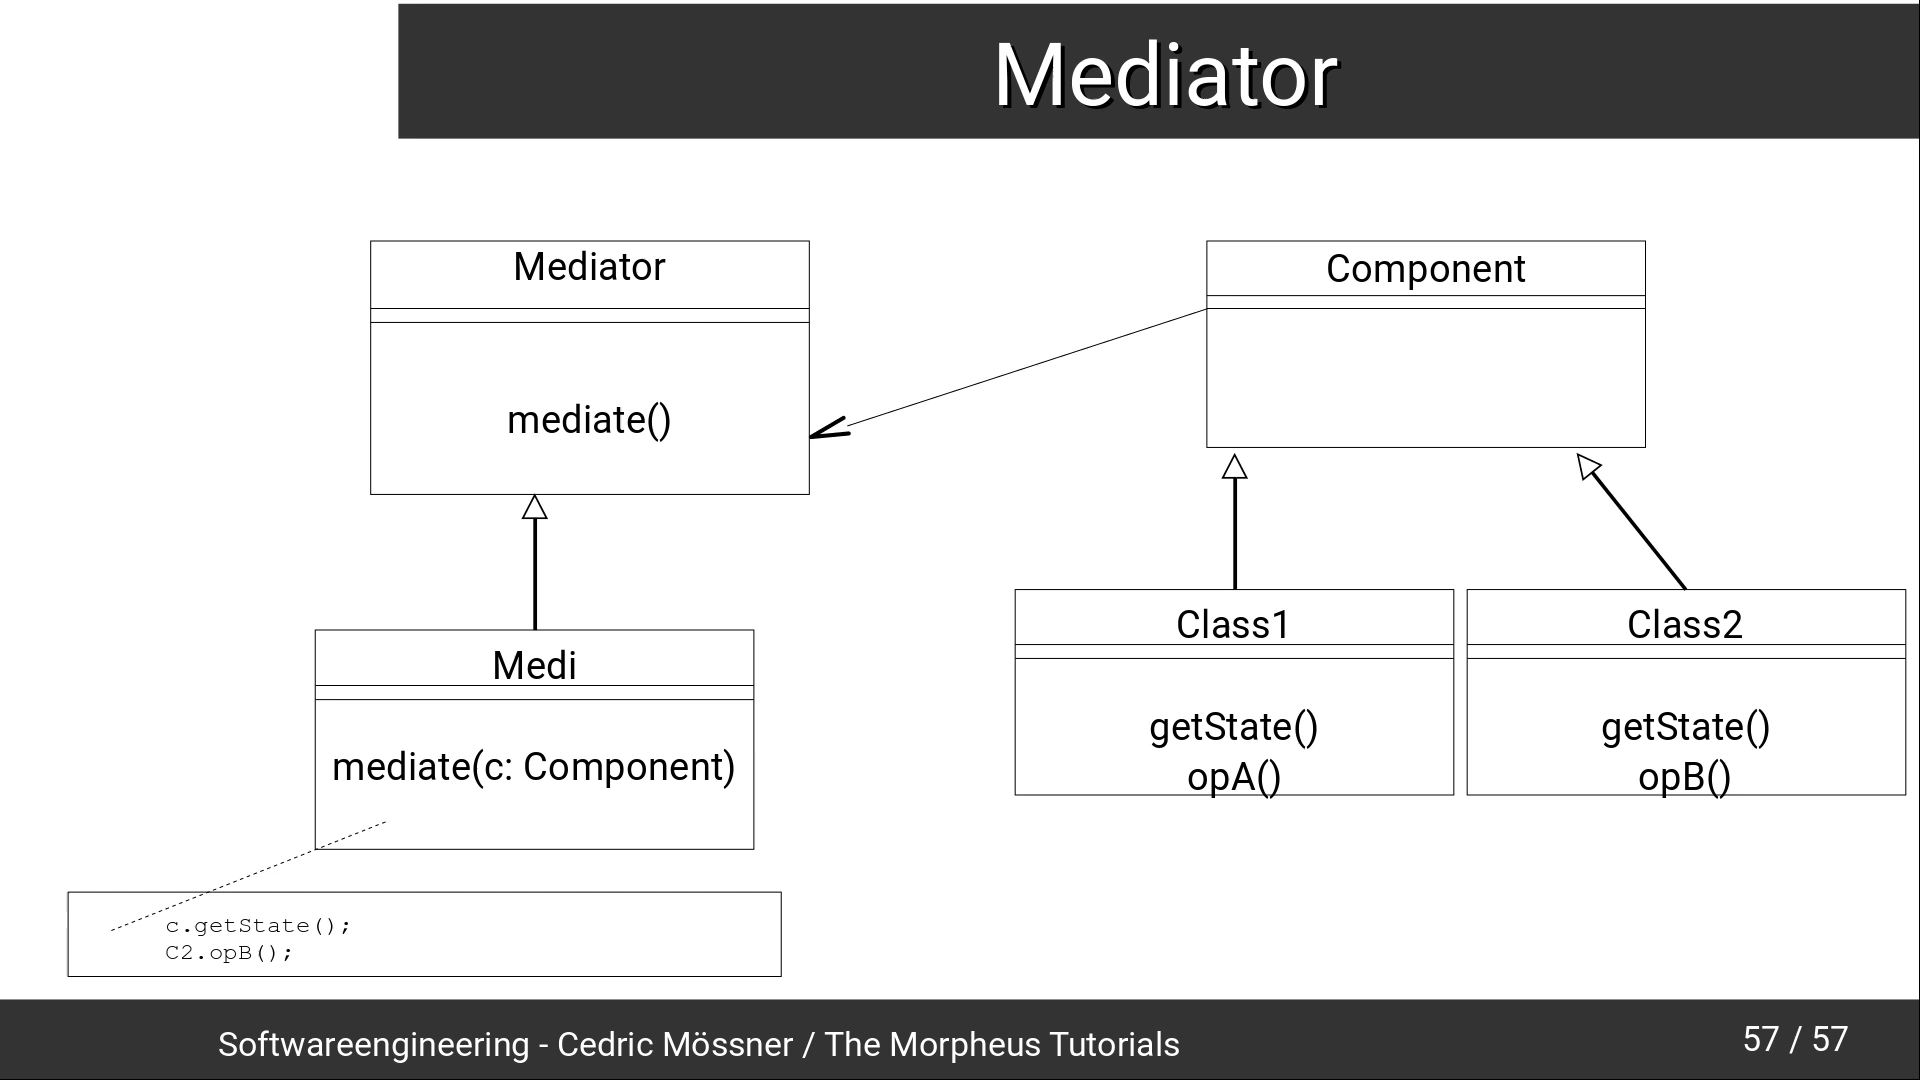 Mediator
Mediator
mediate()
Component
Medi
mediate(c: Component)
Class1
getState()
opA()
Class2
getState()
opB()
c.getState();
C2.opB();
Softwareengineering - Cedric Mössner / The Morpheus Tutorials
57 / 57